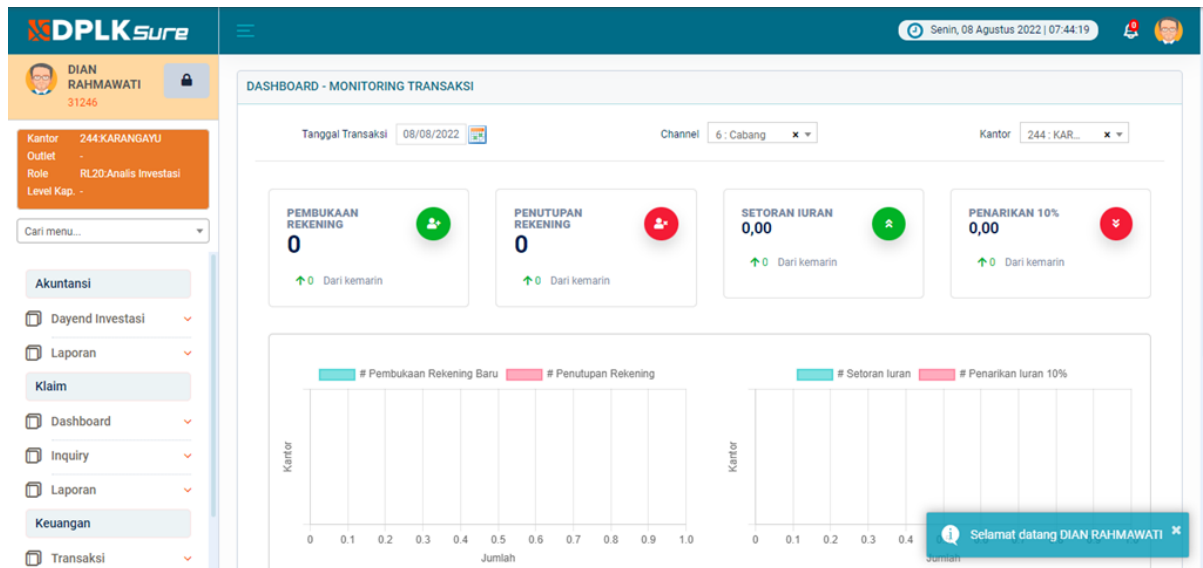 DPLKSure
Senin, 08 Agustus 2022 | 07:44:19
DIAN
RAHMAWATI
31246
Kantor 244:KARANGAYU
Outlet -
Role RL20:Analis Investasi
Level Kap. -
Cari menu...
Akuntansi
Dayend Investasi
Laporan
Klaim
Dashboard
Inquiry
Laporan
Keuangan
Transaksi
DASHBOARD - MONITORING TRANSAKSI
Tanggal Transaksi 08/08/2022 Channel 6 : Cabang x Kantor 244 : KAR... x
PEMBUKAAN
REKENING
0
0 Dari kemarin
PENUTUPAN
REKENING
0
0 Dari kemarin
SETORAN IURAN
0,00
0 Dari kemarin
PENARIKAN 10%
0,00
0 Dari kemarin
# Pembukaan Rekening Baru # Penutupan Rekening
Kantor
0 0.1 0.2 0.3 0.4 0.5 0.6 0.7 0.8 0.9 1.0
Jumlah
# Setoran Iuran # Penarikan Iuran 10%
Kantor
0 0.1 0.2 0.3 0.4
Jumlah
Selamat datang DIAN RAHMAWATI ×